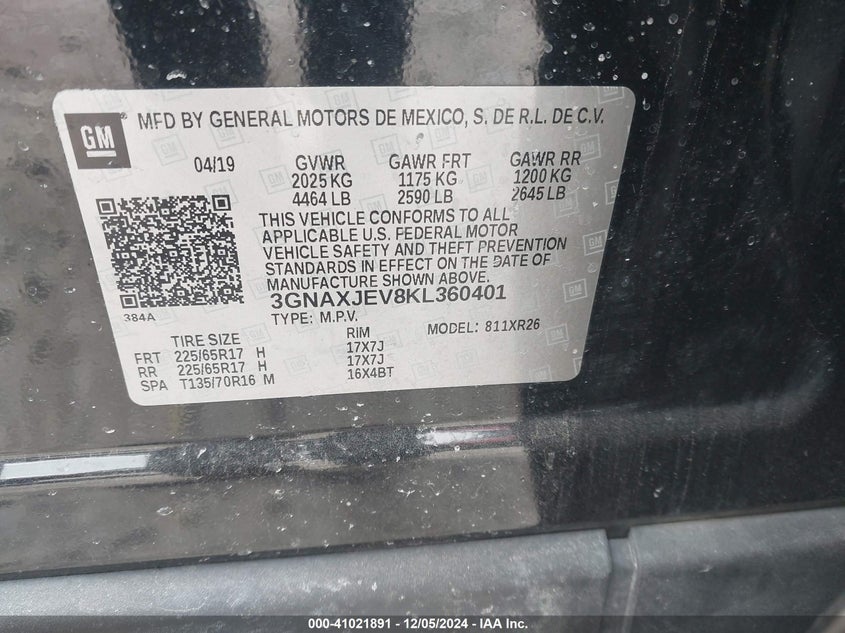 GM
MFD BY GENERAL MOTORS DE MEXICO, S. DE R.L. DE C.V.
04/19 GVWR GAWR FRT GAWR RR
2025 KG 1175 KG 1200 KG
4464 LB 2590 LB 2645 LB
THIS VEHICLE CONFORMS TO ALL
APPLICABLE U.S. FEDERAL MOTOR
VEHICLE SAFETY AND THEFT PREVENTION
STANDARDS IN EFFECT ON THE DATE OF
MANUFACTURE SHOWN ABOVE.
384A
3GNAXJEV8KL360401
TYPE: M.P.V. MODEL: 811XR26
TIRE SIZE RIM
FRT 225/65R17 H 17X7J
RR 225/65R17 H 17X7J
SPA T135/70R16 M 16X4BT
000-41021891 - 12/05/2024 - IAA Inc.